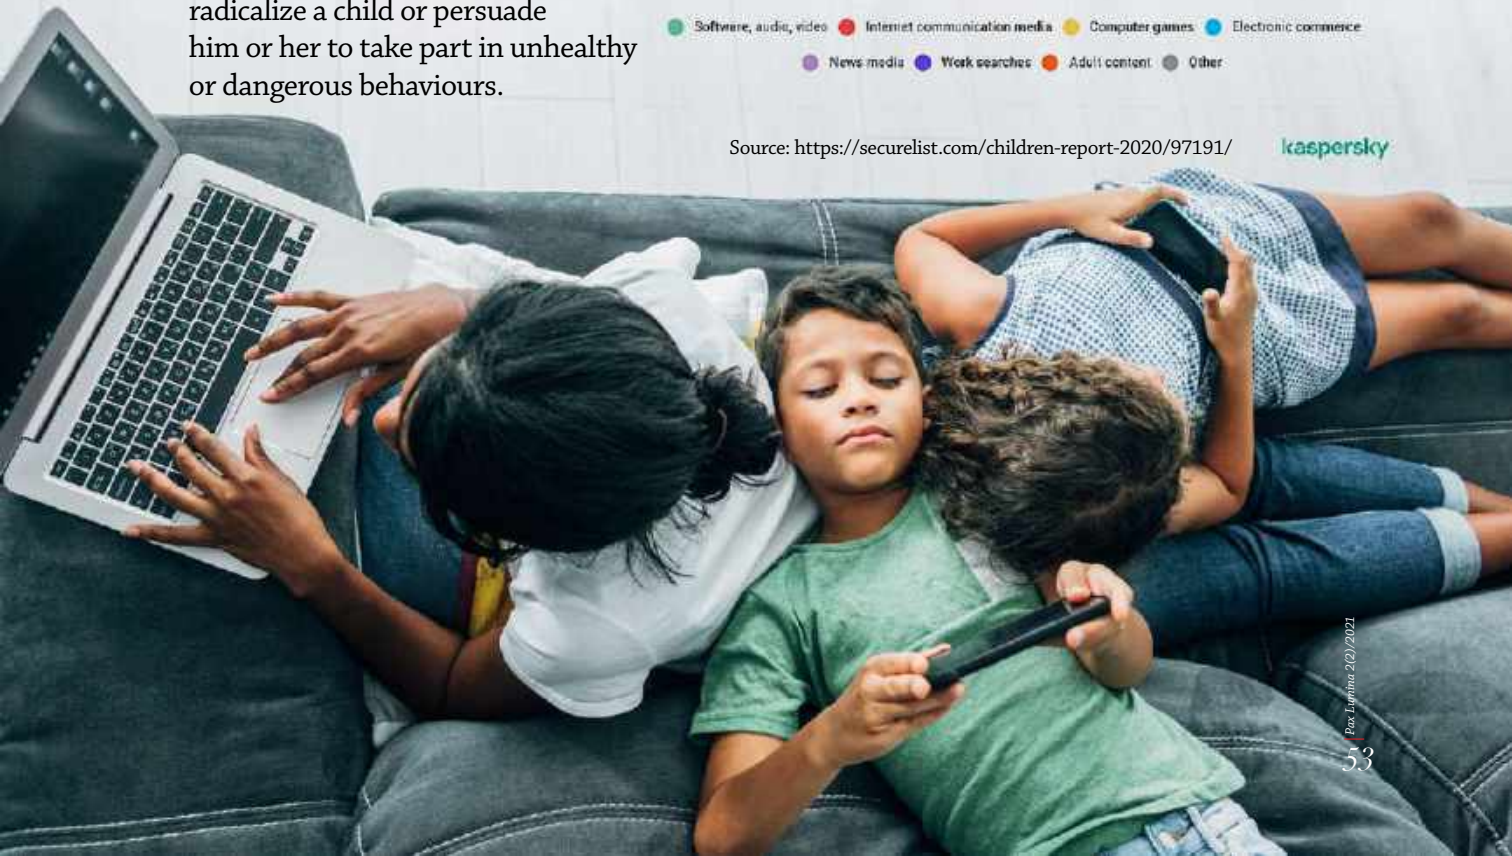 radicalize a child or persuade
him or her to take part in unhealthy
or dangerous behaviours.
Software, audio, video Internet communication media Computer games Electronic commerce
News media Work searches Adult content Other
Source: https://securelist.com/children-report-2020/97191/ kaspersky
Pax Lumina 2(2)/2021
53